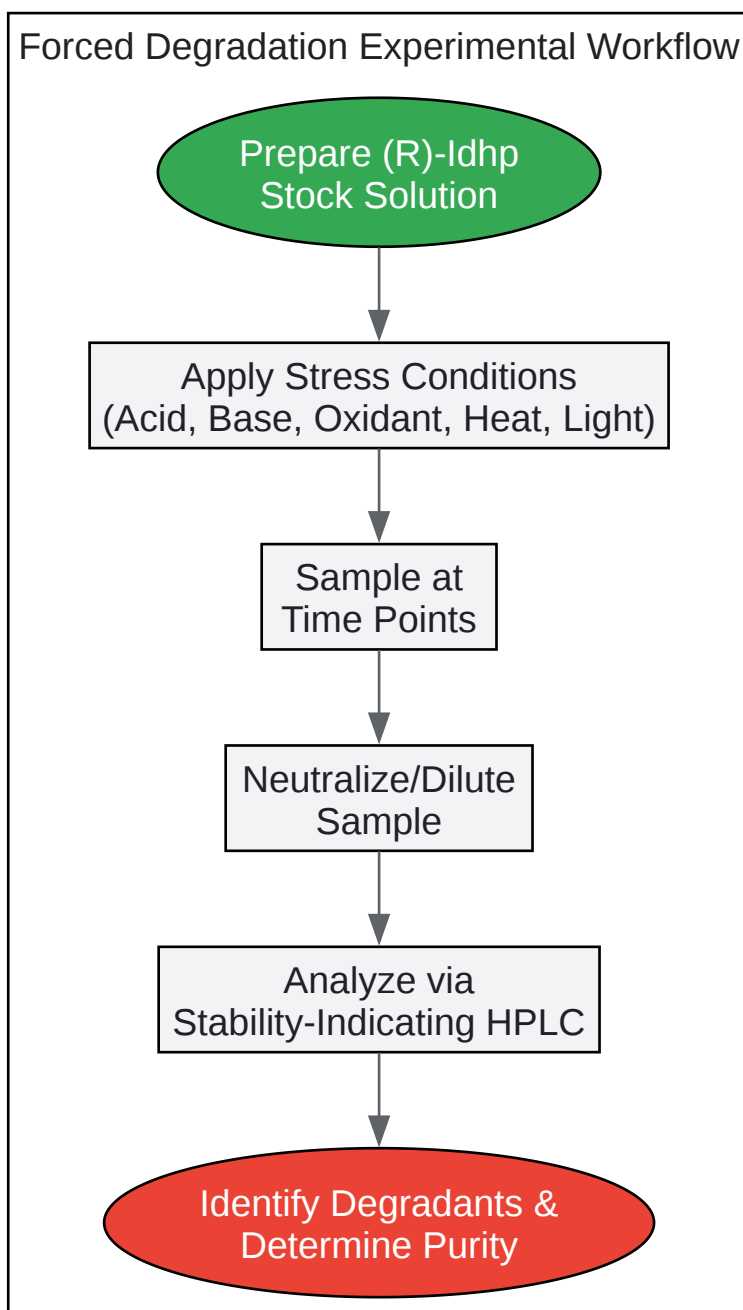 Forced Degradation Experimental Workflow
Prepare (R)-Idhp
Stock Solution
Apply Stress Conditions
(Acid, Base, Oxidant, Heat, Light)
Sample at
Time Points
Neutralize/Dilute
Sample
Analyze via
Stability-Indicating HPLC
Identify Degradants &
Determine Purity